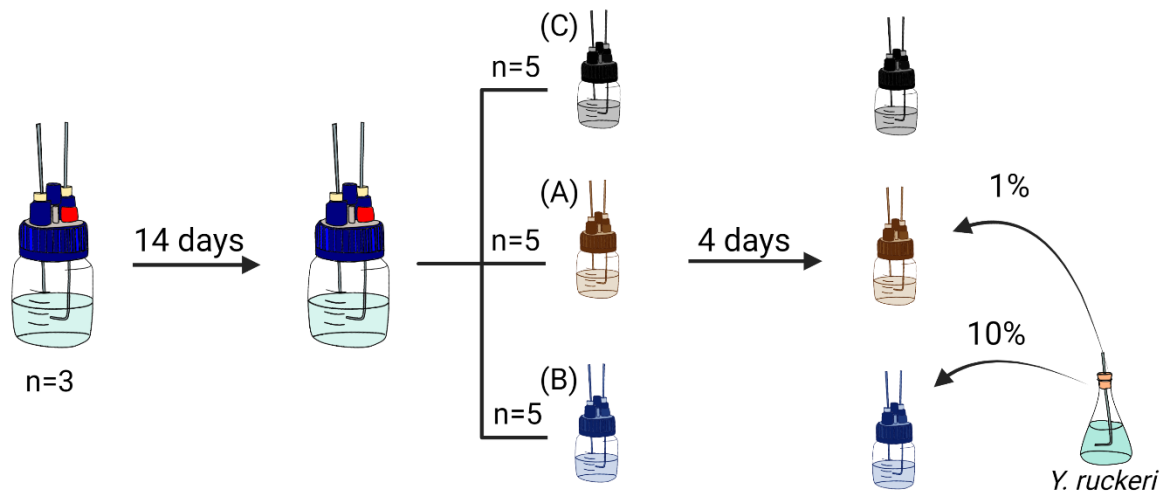 n=3
14 days
(C)
n=5
(A)
n=5
(B)
n=5
4 days
1%
10%
Y. ruckeri